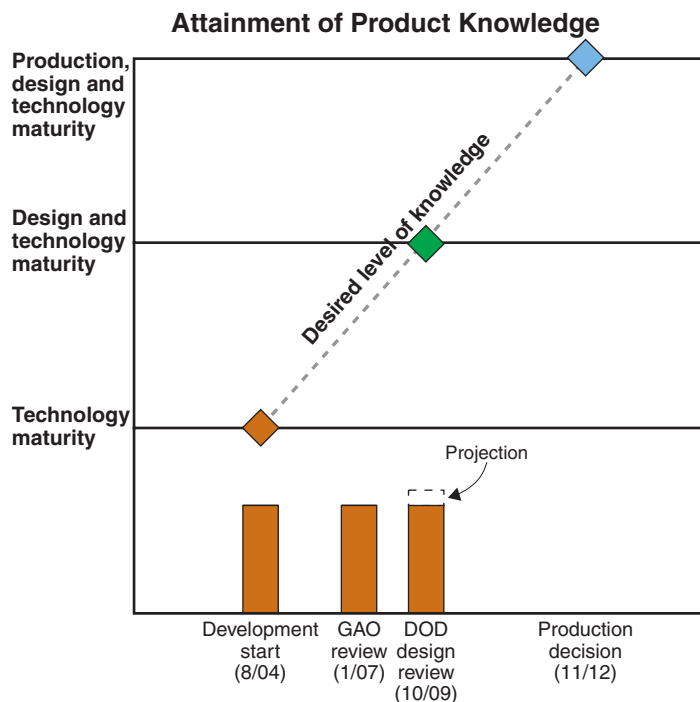 Attainment of Product Knowledge
Production,
design and
technology
maturity
Design and
technology
maturity
Technology
maturity
Desired level of knowledge
Projection
Development
start
(8/04)
GAO
review
(1/07)
DOD
design
review
(10/09)
Production
decision
(11/12)